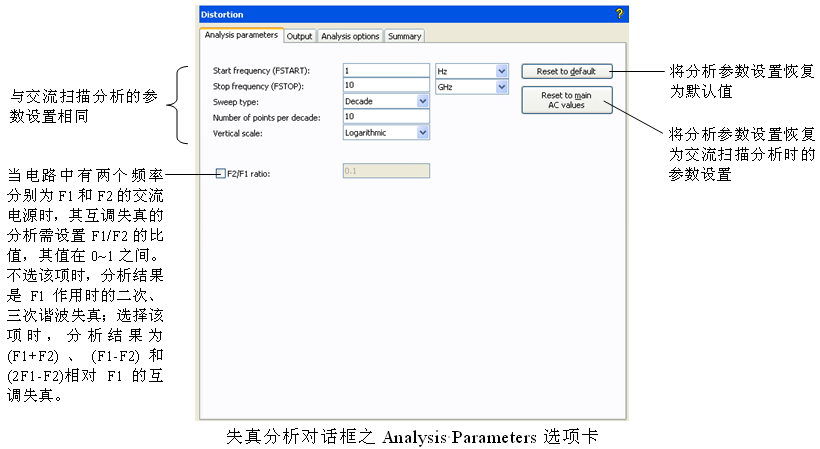 Distortion
?
Analysis parameters
Output
Analysis options
Summary
Start frequency (FSTART):
1
Hz
Reset to default
Stop frequency (FSTOP):
10
GHz
Sweep type:
Decade
Reset to main
AC values
Number of points per decade:
10
Vertical scale:
Logarithmic
F2/F1 ratio:
0.1
与交流扫描分析的参
数设置相同
当电路中有两个频率
分别为 F1 和 F2 的交流
电源时，其互调失真的
分析需设置 F1/F2 的比
值，其值在 0~1 之间。
不选该项时，分析结果
是 F1 作用时的二次、
三次谐波失真；选择该
项时，分析结果为
(F1+F2) 、 (F1-F2) 和
(2F1-F2)相对 F1 的互
调失真。
将分析参数设置恢复
为默认值
将分析参数设置恢复
为交流扫描分析时的
参数设置
失真分析对话框之 Analysis Parameters 选项卡